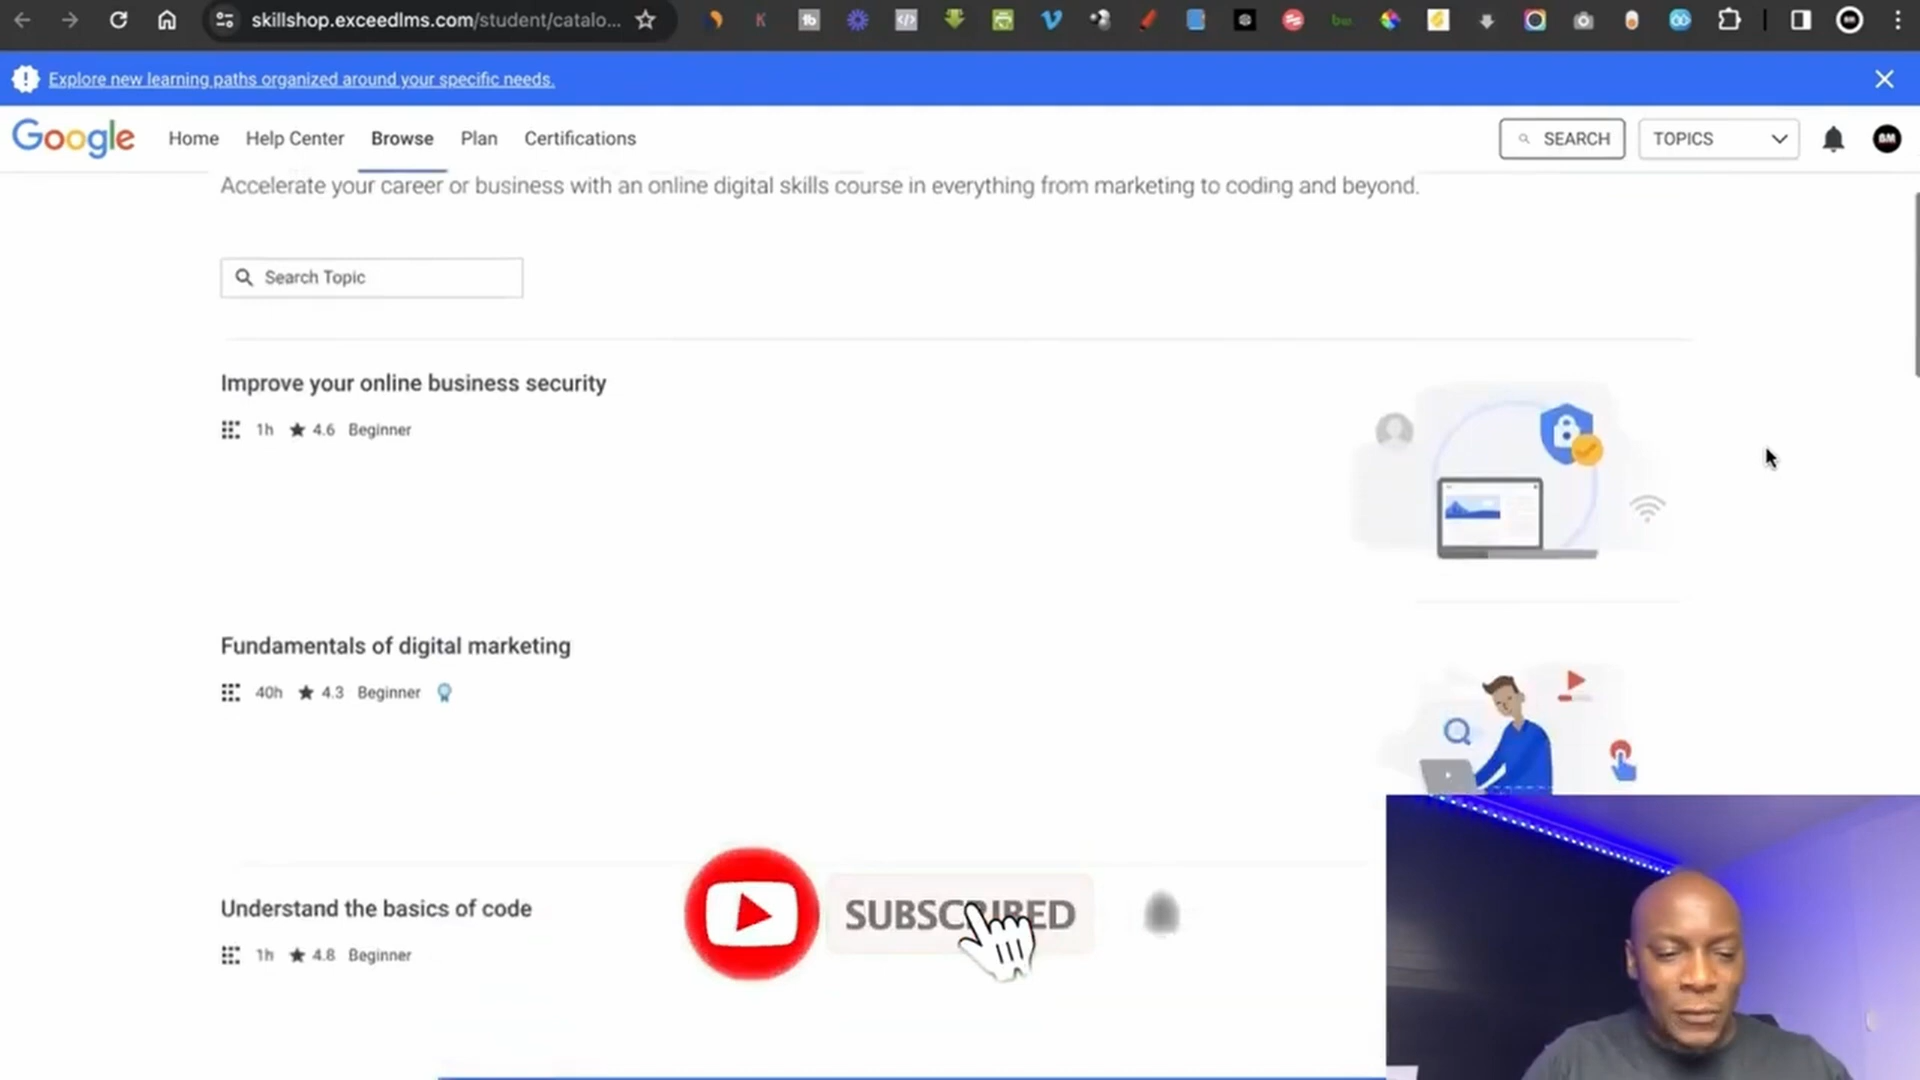 skillshop.exceedlms.com/student/catalo...
Explore new learning paths organized around your specific needs.
Google
Home
Help Center
Browse
Plan
Certifications
SEARCH
TOPICS
Accelerate your career or business with an online digital skills course in everything from marketing to coding and beyond.
Search Topic
Improve your online business security
1h ★ 4.6 Beginner
Fundamentals of digital marketing
40h ★ 4.3 Beginner
Understand the basics of code
1h ★ 4.8 Beginner
SUBSCRIBED